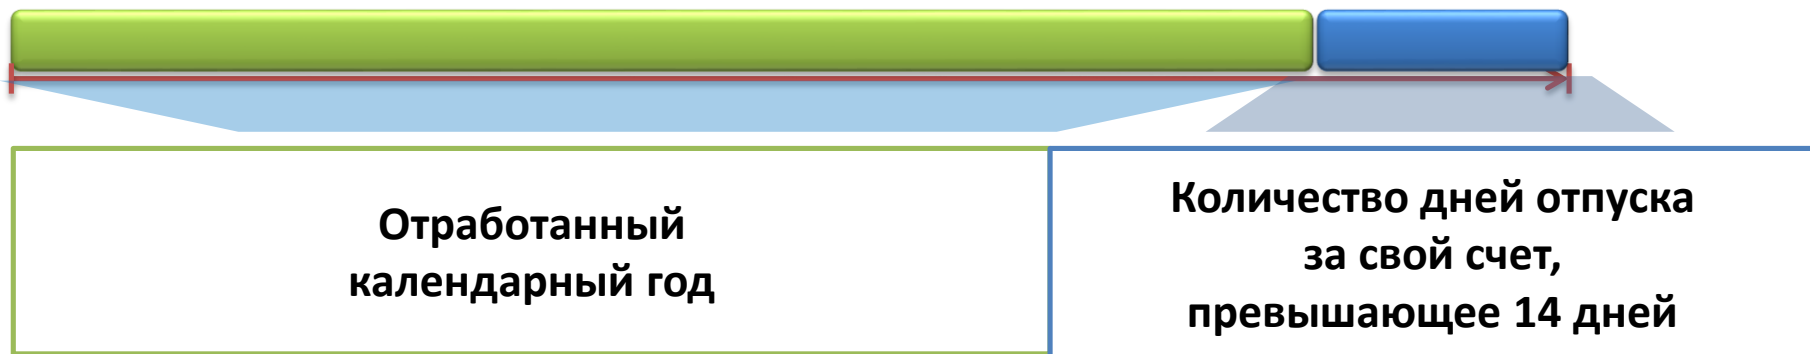 Отработанный
календарный год
Количество дней отпуска
за свой счет,
превышающее 14 дней